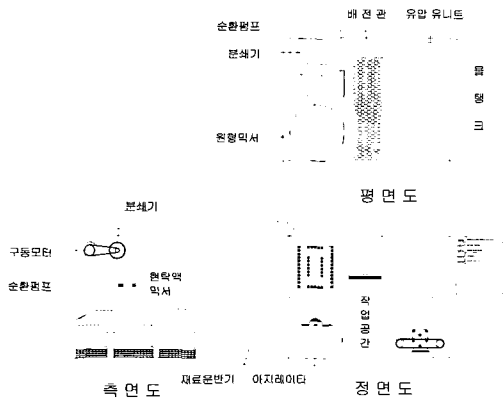 배 전 관 유압 유니트
순환펌프
분쇄기
물
탱
크
원형믹서
평 면 도
분쇄기
구동모터
순환펌프
현탁액
믹서
작
업
공
간
측 면 도
재료운반기 아지레이타
정 면 도